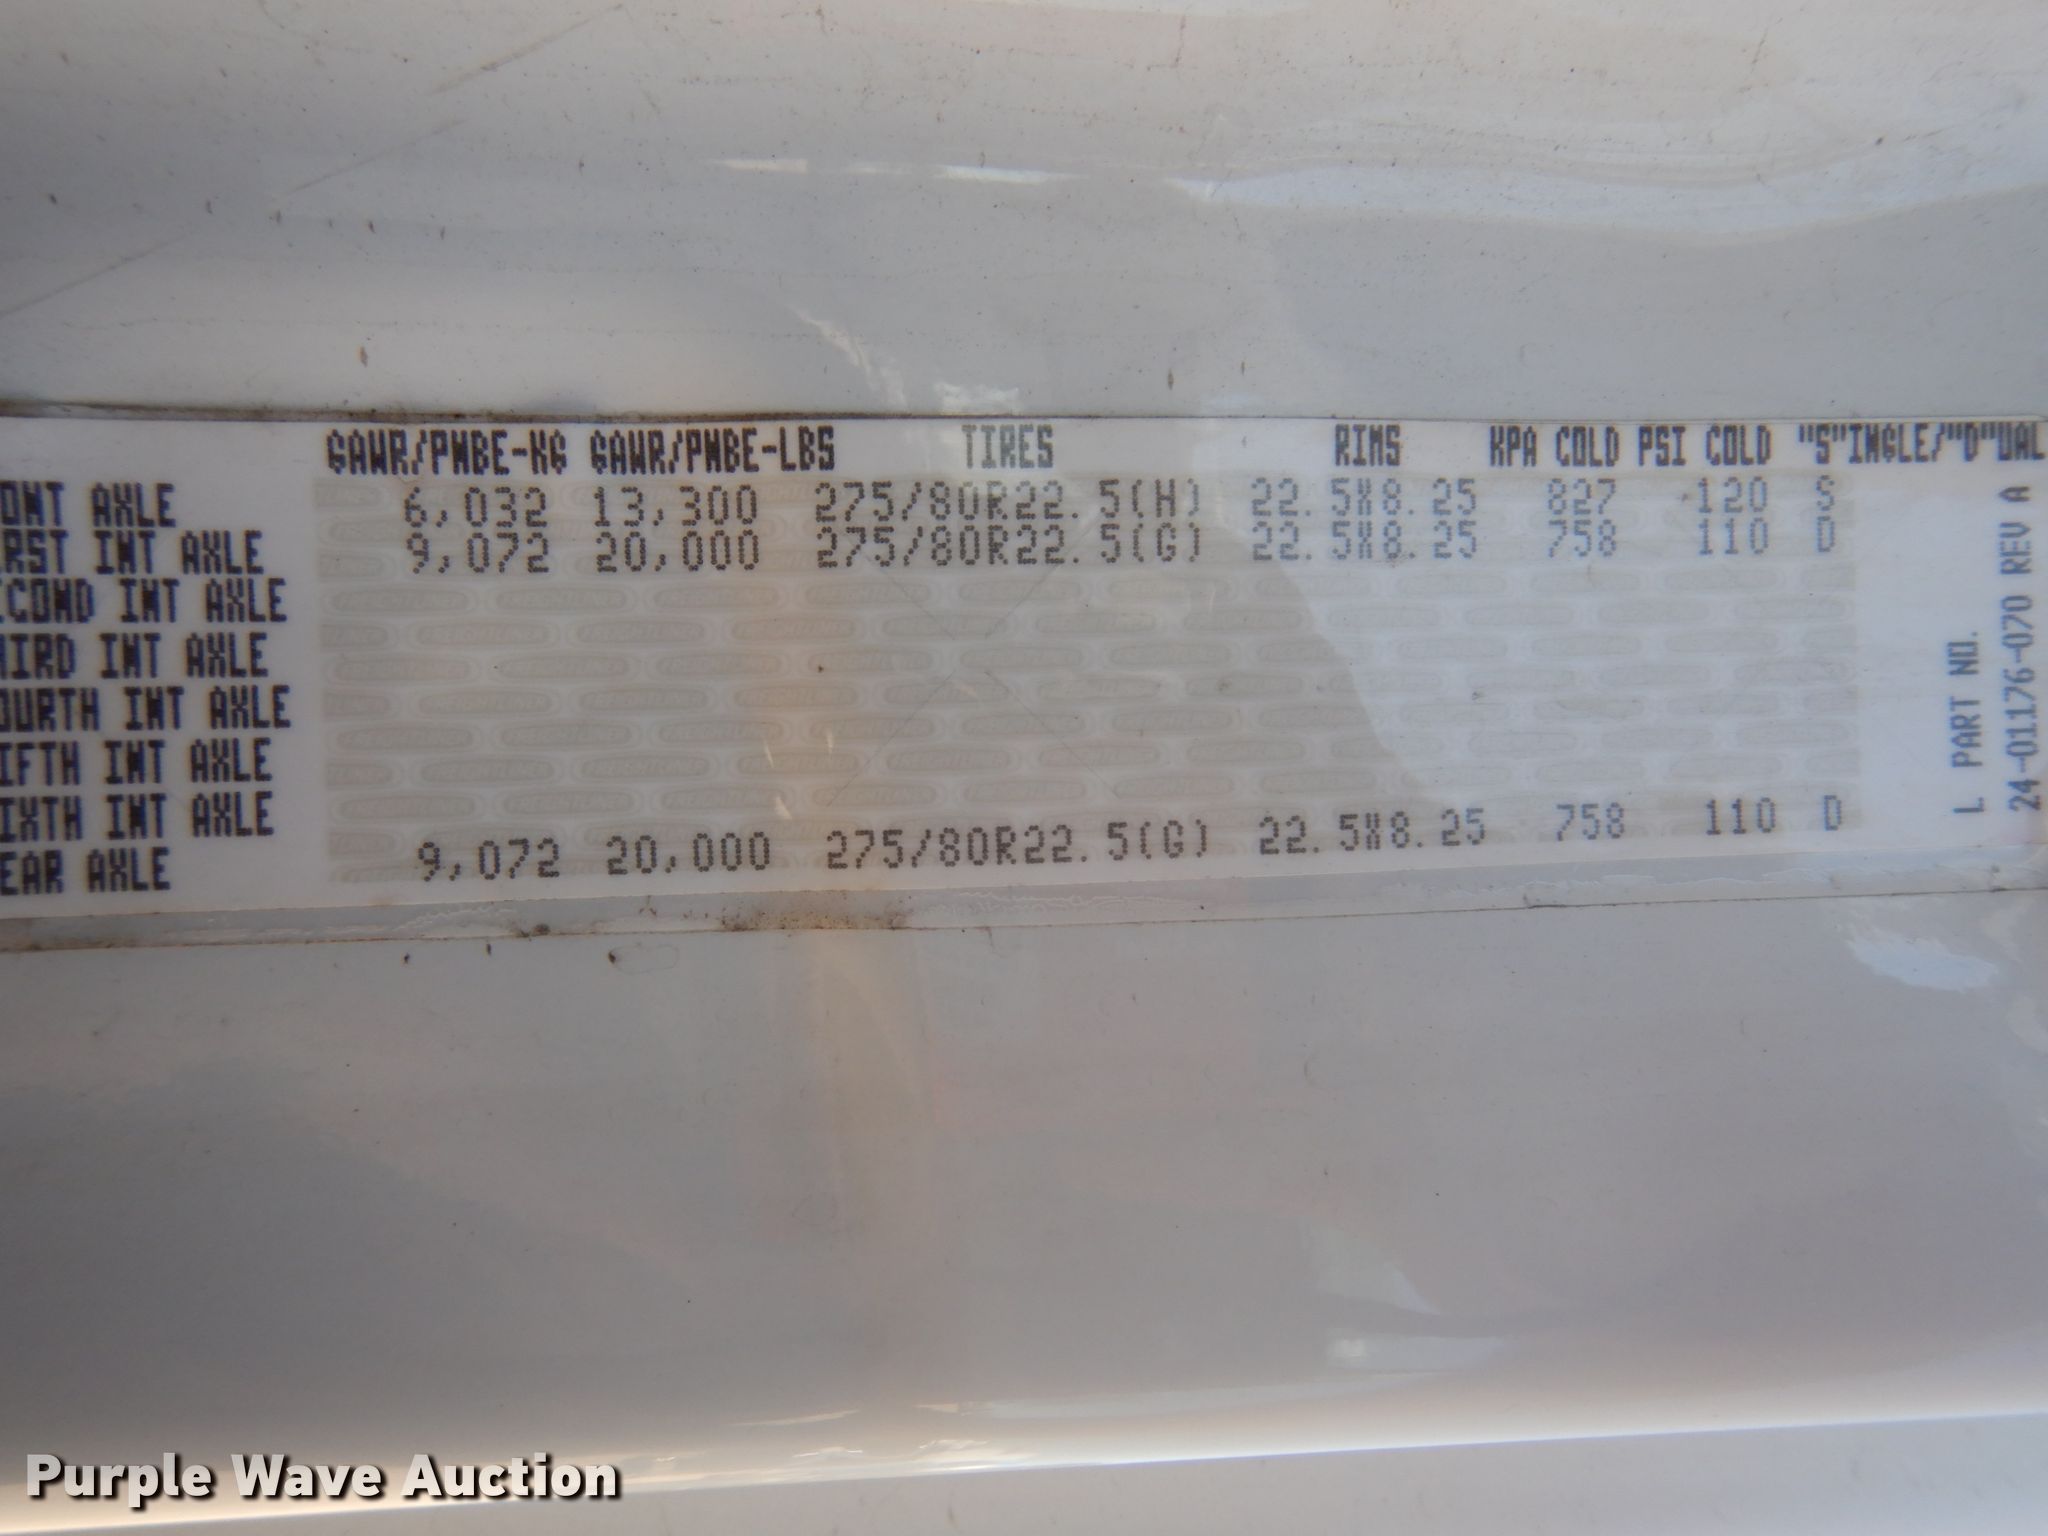 GAWR/PNBE-KG GAWR/PNBE-LBS TIRES RIMS KPA COLD PSI COLD "S"INGLE/"D"UAL
ONT AXLE 6,032 13,300 275/80R22.5(H) 22.5X8.25 827 120 S
IRST INT AXLE 9,072 20,000 275/80R22.5(G) 22.5X8.25 758 110 D
ECOND INT AXLE
HIRD INT AXLE
OURTH INT AXLE
IFTH INT AXLE
IXTH INT AXLE
EAR AXLE 9,072 20,000 275/80R22.5(G) 22.5X8.25 758 110 D
L PART NO.
24-01176-070 REV A
Purple Wave Auction